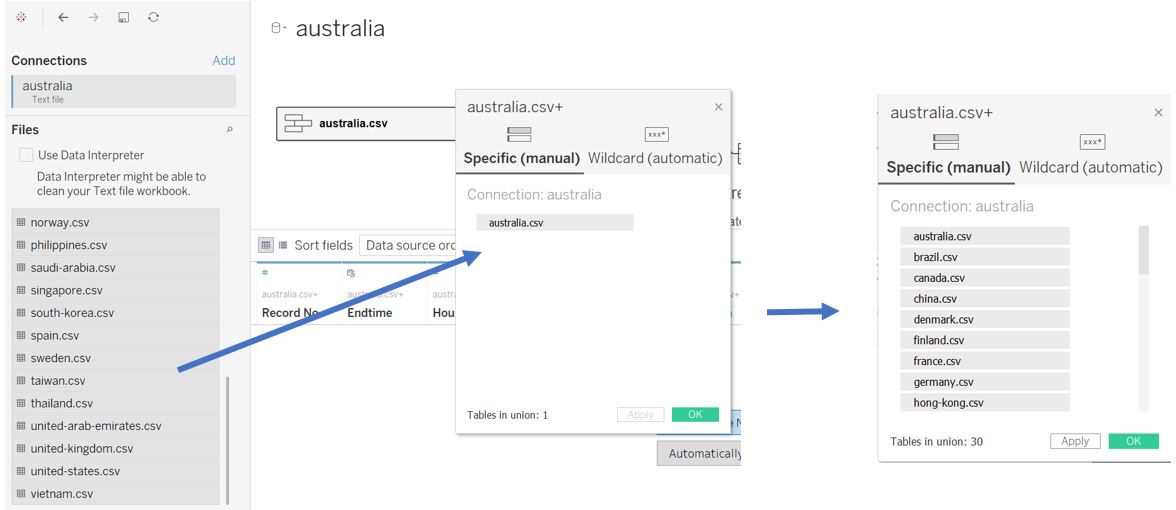 australia
Connections
Add
australia
Text file
australia.csv
Files
Use Data Interpreter
Data Interpreter might be able to
clean your Text file workbook.
norway.csv
philippines.csv
saudi-arabia.csv
singapore.csv
south-korea.csv
spain.csv
sweden.csv
taiwan.csv
thailand.csv
united-arab-emirates.csv
united-kingdom.csv
united-states.csv
vietnam.csv
Sort fields
Data source
#
australia.csv+
Record No
australia.csv+
Endtime
#
Automatically
australia.csv+
xxx*
Specific (manual)
Wildcard (automatic)
Connection: australia
australia.csv
Tables in union: 1
Apply
OK
australia.csv+
xxx*
Specific (manual)
Wildcard (automatic)
Connection: australia
australia.csv
brazil.csv
canada.csv
china.csv
denmark.csv
finland.csv
france.csv
germany.csv
hong-kong.csv
Tables in union: 30
Apply
OK